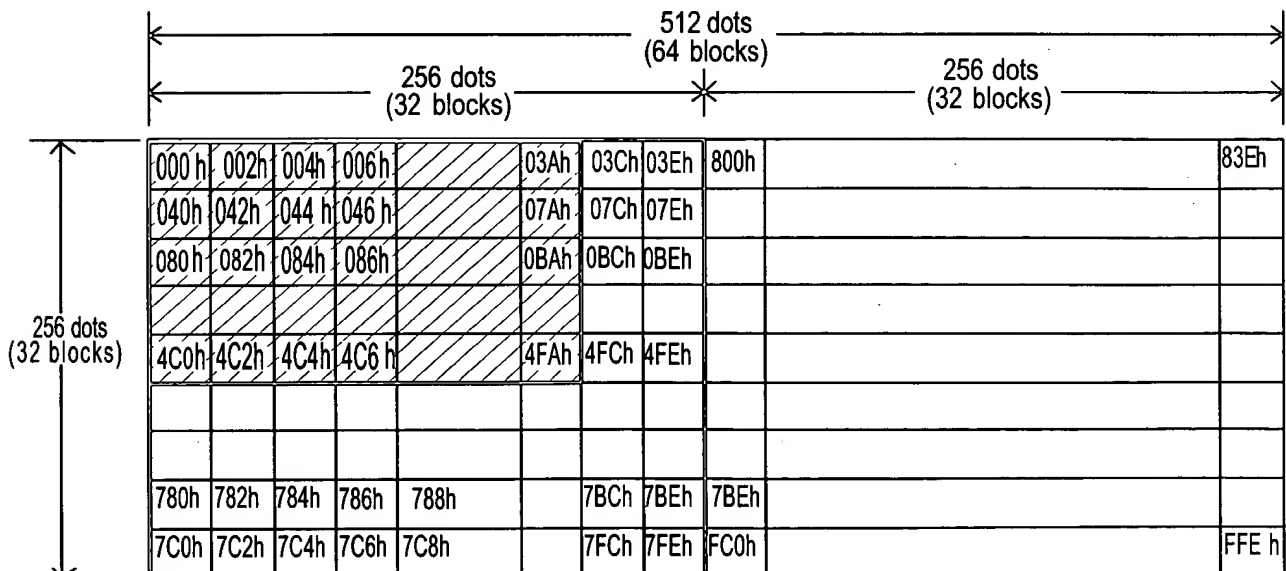 512 dots
(64 blocks)
256 dots
(32 blocks)
256 dots
(32 blocks)
256 dots
(32 blocks)
000 h 002h 004h 006h 03Ah 03Ch 03Eh 800h 83Eh
040h 042h 044 h 046 h 07Ah 07Ch 07Eh
080 h 082h 084h 086h 0BAh 0BCh 0BEh
4C0h 4C2h 4C4h 4C6 h 4FAh 4FCh 4FEh
780h 782h 784h 786h 788h 7BCh 7BEh 7BEh
7C0h 7C2h 7C4h 7C6h 7C8h 7FCh 7FEh FC0h FFE h